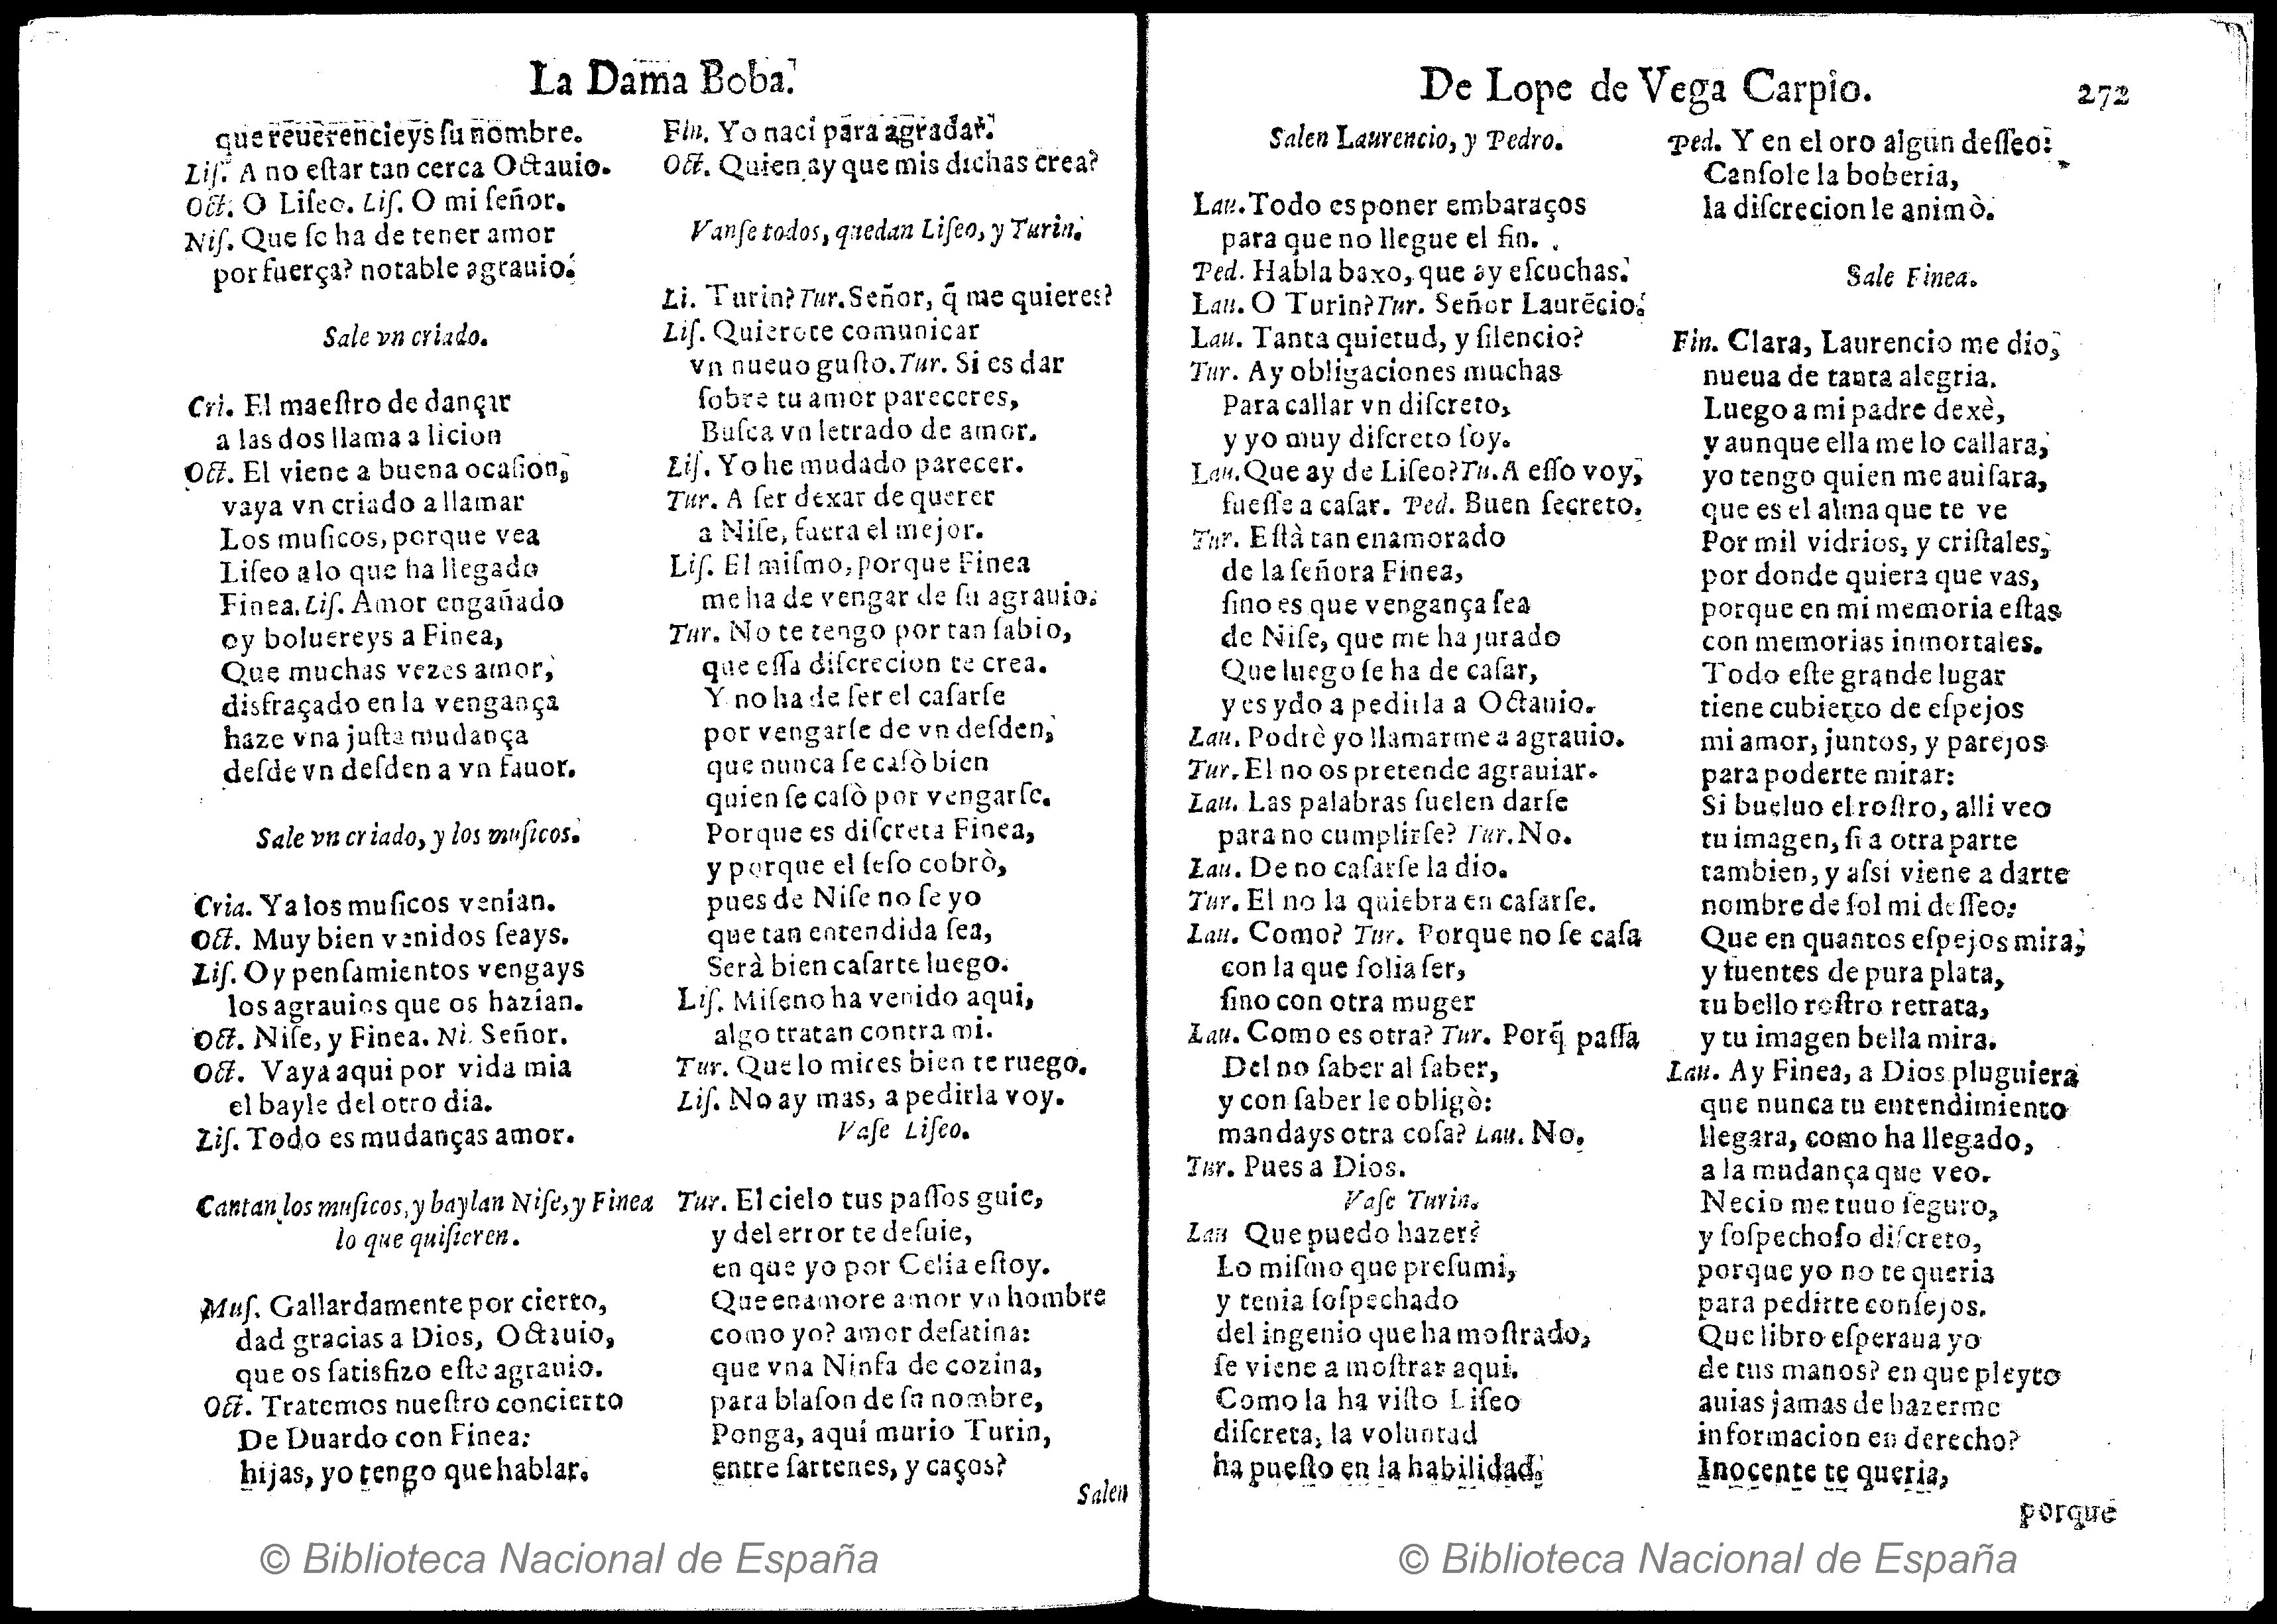 La Dama Boba.
que reuerencieys ſu nombre.
Liſ. A no eſtar tan cerca Octauio.
Oct. O Liſeo. Liſ. O mi ſeñor.
Niſ. Que ſe ha de tener amor
por fuerça? notable agrauio.
Sale vn criado.
Cri. El maeſtro de dançar
a las dos llama a licion
Oct. El viene a buena ocaſion,
vaya vn criado a llamar
Los muſicos, porque vea
Liſeo a lo que ha llegado
Finea. Liſ. Amor engañado
oy boluereys a Finea,
Que muchas vezes amor,
disfraçado en la vengança
haze vna juſta mudança
deſde vn deſden a vn fauor.
Sale vn criado, y los muſicos.
Cria. Ya los muſicos venian.
Oct. Muy bien venidos ſeays.
Liſ. Oy penſamientos vengays
los agrauios que os hazian.
Oct. Niſe, y Finea. Ni. Señor.
Oct. Vaya aqui por vida mia
el bayle del otro dia.
Liſ. Todo es mudanças amor.
Cantan los muſicos, y baylan Niſe, y Finea
lo que quiſieren.
Muſ. Gallardamente por cierto,
dad gracias a Dios, Octauio,
que os ſatisfizo eſte agrauio.
Oct. Tratemos nueſtro concierto
De Duardo con Finea:
hijas, yo tengo que hablar.
Fin. Yo naci para agradar.
Oct. Quien ay que mis dichas crea?
Vanſe todos, quedan Liſeo, y Turin.
Li. Turin? Tur. Señor, q̃ me quieres?
Liſ. Quierote comunicar
vn nueuo guſto. Tur. Si es dar
ſobre tu amor pareceres,
Buſca vn letrado de amor.
Liſ. Yo he mudado parecer.
Tur. A ſer dexar de querer
a Niſe, fuera el mejor.
Liſ. El miſmo, porque Finea
me ha de vengar de ſu agrauio.
Tur. No te tengo por tan ſabio,
que eſſa diſcrecion te crea.
Y no ha de ſer el caſarſe
por vengarſe de vn deſden,
que nunca ſe caſò bien
quien ſe caſò por vengarſe.
Porque es diſcreta Finea,
y porque el ſeſo cobrò,
pues de Niſe no ſe yo
que tan entendida ſea,
Serà bien caſarte luego.
Liſ. Miſeno ha venido aqui,
algo tratan contra mi.
Tur. Que lo mires bien te ruego.
Liſ. No ay mas, a pedirla voy.
Vaſe Liſeo.
Tur. El cielo tus paſſos guie,
y del error te deſuie,
en que yo por Celia eſtoy.
Que enamore amor vn hombre
como yo? amor deſatina:
que vna Ninfa de cozina,
para blaſon de ſu nombre,
Ponga, aqui murio Turin,
entre ſartenes, y caços?
Salen
De Lope de Vega Carpio. 272
Salen Laurencio, y Pedro.
Lau. Todo es poner embaraços
para que no llegue el fin.
Ped. Habla baxo, que ay eſcuchas.
Lau. O Turin? Tur. Señor Laurẽcio.
Lau. Tanta quietud, y ſilencio?
Tur. Ay obligaciones muchas
Para callar vn diſcreto,
y yo muy diſcreto ſoy.
Lau. Que ay de Liſeo? Tu. A eſſo voy,
fueſſe a caſar. Ped. Buen ſecreto.
Tur. Eſtà tan enamorado
de la ſeñora Finea,
ſino es que vengança ſea
de Niſe, que me ha jurado
Que luego ſe ha de caſar,
y es ydo a pedirla a Octauio.
Lau. Podrè yo llamarme a agrauio.
Tur. El no os pretende agrauiar.
Lau. Las palabras ſuelen darſe
para no cumplirſe? Tur. No.
Lau. De no caſarſe la dio.
Tur. El no la quiebra en caſarſe.
Lau. Como? Tur. Porque no ſe caſa
con la que ſolia ſer,
ſino con otra muger
Lau. Como es otra? Tur. Porq̃ paſſa
Del no ſaber al ſaber,
y con ſaber le obligò:
mandays otra coſa? Lau. No.
Tur. Pues a Dios.
Vaſe Turin.
Lau Que puedo hazer?
Lo miſmo que preſumi,
y tenia ſoſpechado
del ingenio que ha moſtrado,
ſe viene a moſtrar aqui.
Como la ha viſto Liſeo
diſcreta, la voluntad
ha pueſto en la habilidad.
Ped. Y en el oro algun deſſeo:
Canſole la boberia,
la diſcrecion le animò.
Sale Finea.
Fin. Clara, Laurencio me dio,
nueua de tanta alegria.
Luego a mi padre dexè,
y aunque ella me lo callara,
yo tengo quien me auiſara,
que es el alma que te ve
Por mil vidrios, y criſtales,
por donde quiera que vas,
porque en mi memoria eſtas
con memorias inmortales.
Todo eſte grande lugar
tiene cubierto de eſpejos
mi amor, juntos, y parejos
para poderte mirar:
Si bueluo el roſtro, alli veo
tu imagen, ſi a otra parte
tambien, y aſsi viene a darte
nombre de ſol mi deſſeo:
Que en quantos eſpejos mira,
y fuentes de pura plata,
tu bello roſtro retrata,
y tu imagen bella mira.
Lau. Ay Finea, a Dios pluguiera
que nunca tu entendimiento
llegara, como ha llegado,
a la mudança que veo.
Necio me tuuo ſeguro,
y ſoſpechoſo diſcreto,
porque yo no te queria
para pedirte conſejos.
Que libro eſperaua yo
de tus manos? en que pleyto
auias jamas de hazerme
informacion en derecho?
Inocente te queria,
porque
© Biblioteca Nacional de España
© Biblioteca Nacional de España